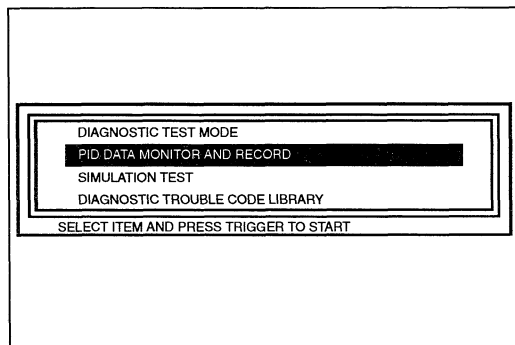 DIAGNOSTIC TEST MODE
PID DATA MONITOR AND RECORD
SIMULATION TEST
DIAGNOSTIC TROUBLE CODE LIBRARY
SELECT ITEM AND PRESS TRIGGER TO START